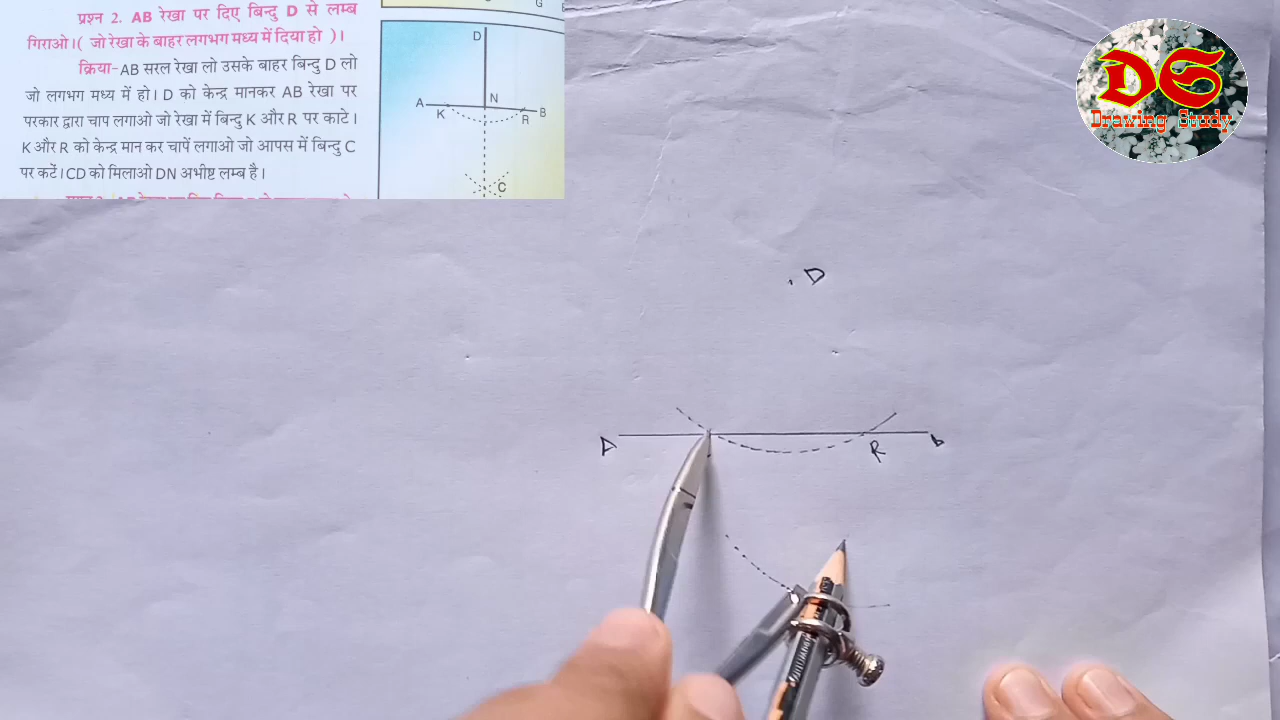 G
प्रश्न 2. AB रेखा पर दिए बिन्दु D से लम्ब
गिराओ। ( जो रेखा के बाहर लगभग मध्य में दिया हो )।
क्रिया-AB सरल रेखा लो उसके बाहर बिन्दु D लो
जो लगभग मध्य में हो। D को केन्द्र मानकर AB रेखा पर
परकार द्वारा चाप लगाओ जो रेखा में बिन्दु K और R पर काटे।
K और R को केन्द्र मान कर चापें लगाओ जो आपस में बिन्दु C
पर कटें। CD को मिलाओ DN अभीष्ट लम्ब है।
D
A
K
N
R
B
C
DS
Drawing Study
D
A
R
b